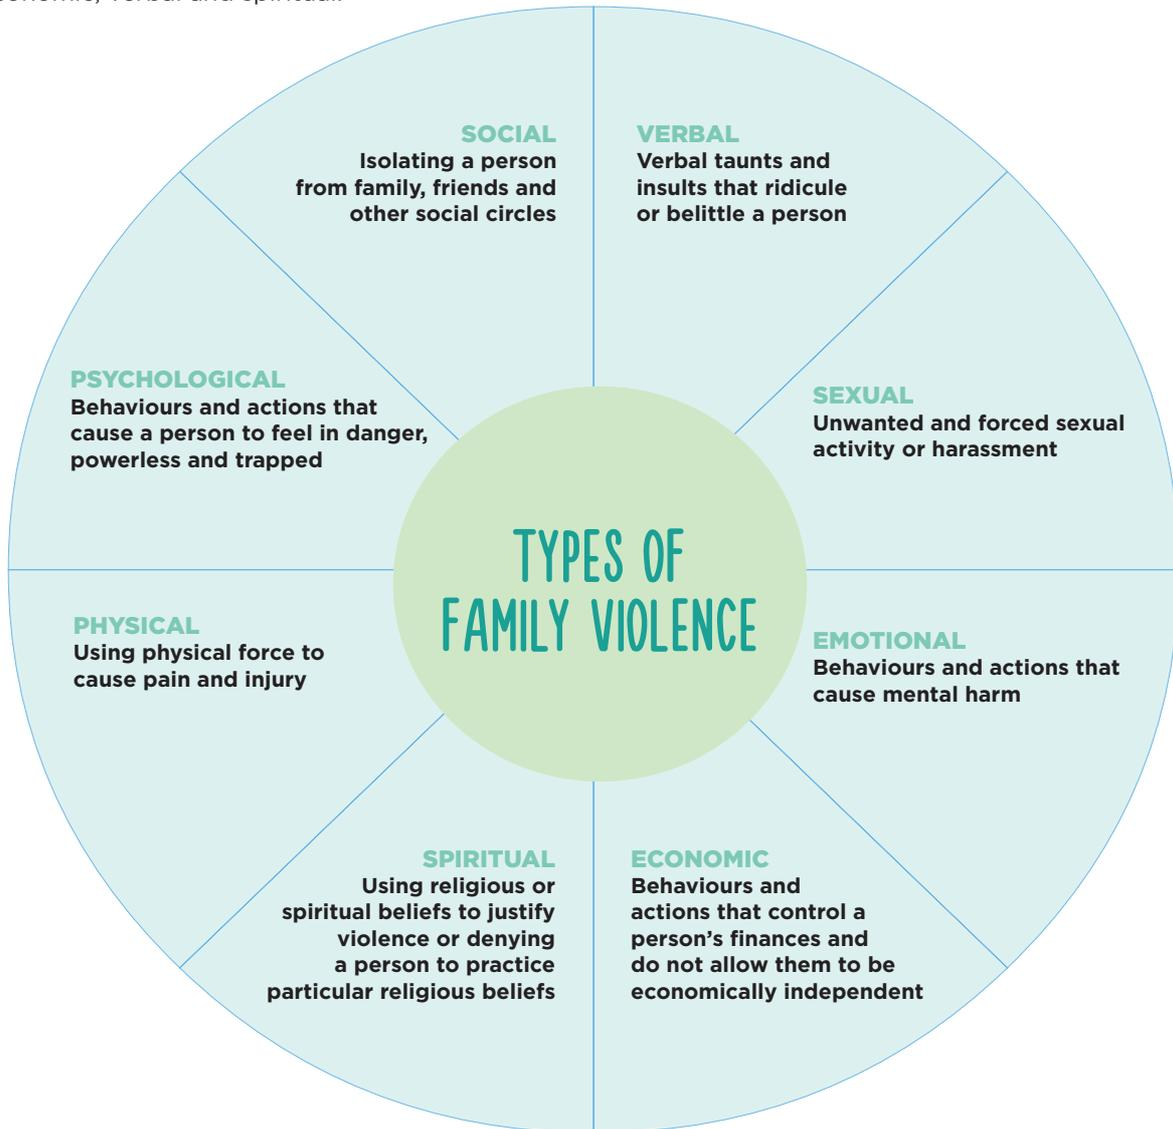 verbal and spiritual.
SOCIAL
Isolating a person
from family, friends and
other social circles
VERBAL
Verbal taunts and
insults that ridicule
or belittle a person
PSYCHOLOGICAL
Behaviours and actions that
cause a person to feel in danger,
powerless and trapped
SEXUAL
Unwanted and forced sexual
activity or harassment
TYPES OF
FAMILY VIOLENCE
PHYSICAL
Using physical force to
cause pain and injury
EMOTIONAL
Behaviours and actions that
cause mental harm
SPIRITUAL
Using religious or
spiritual beliefs to justify
violence or denying
a person to practice
particular religious beliefs
ECONOMIC
Behaviours and
actions that control a
person’s finances and
do not allow them to be
economically independent